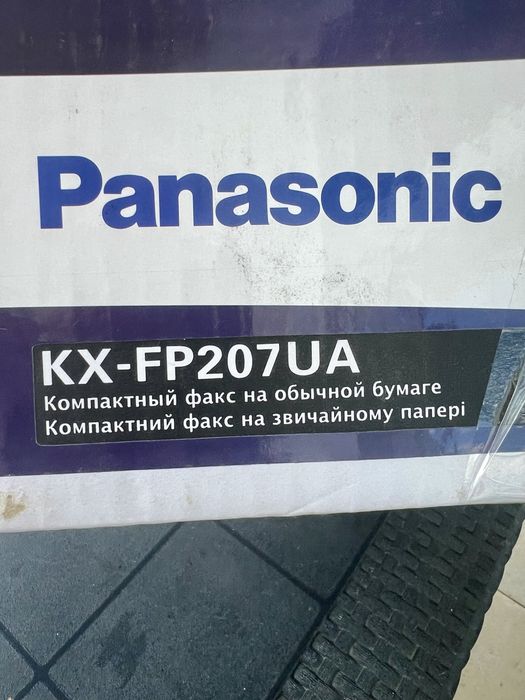 Panasonic
KX-FP207UA
Компактный факс на обычной бумаге
Компактний факс на звичайному папері